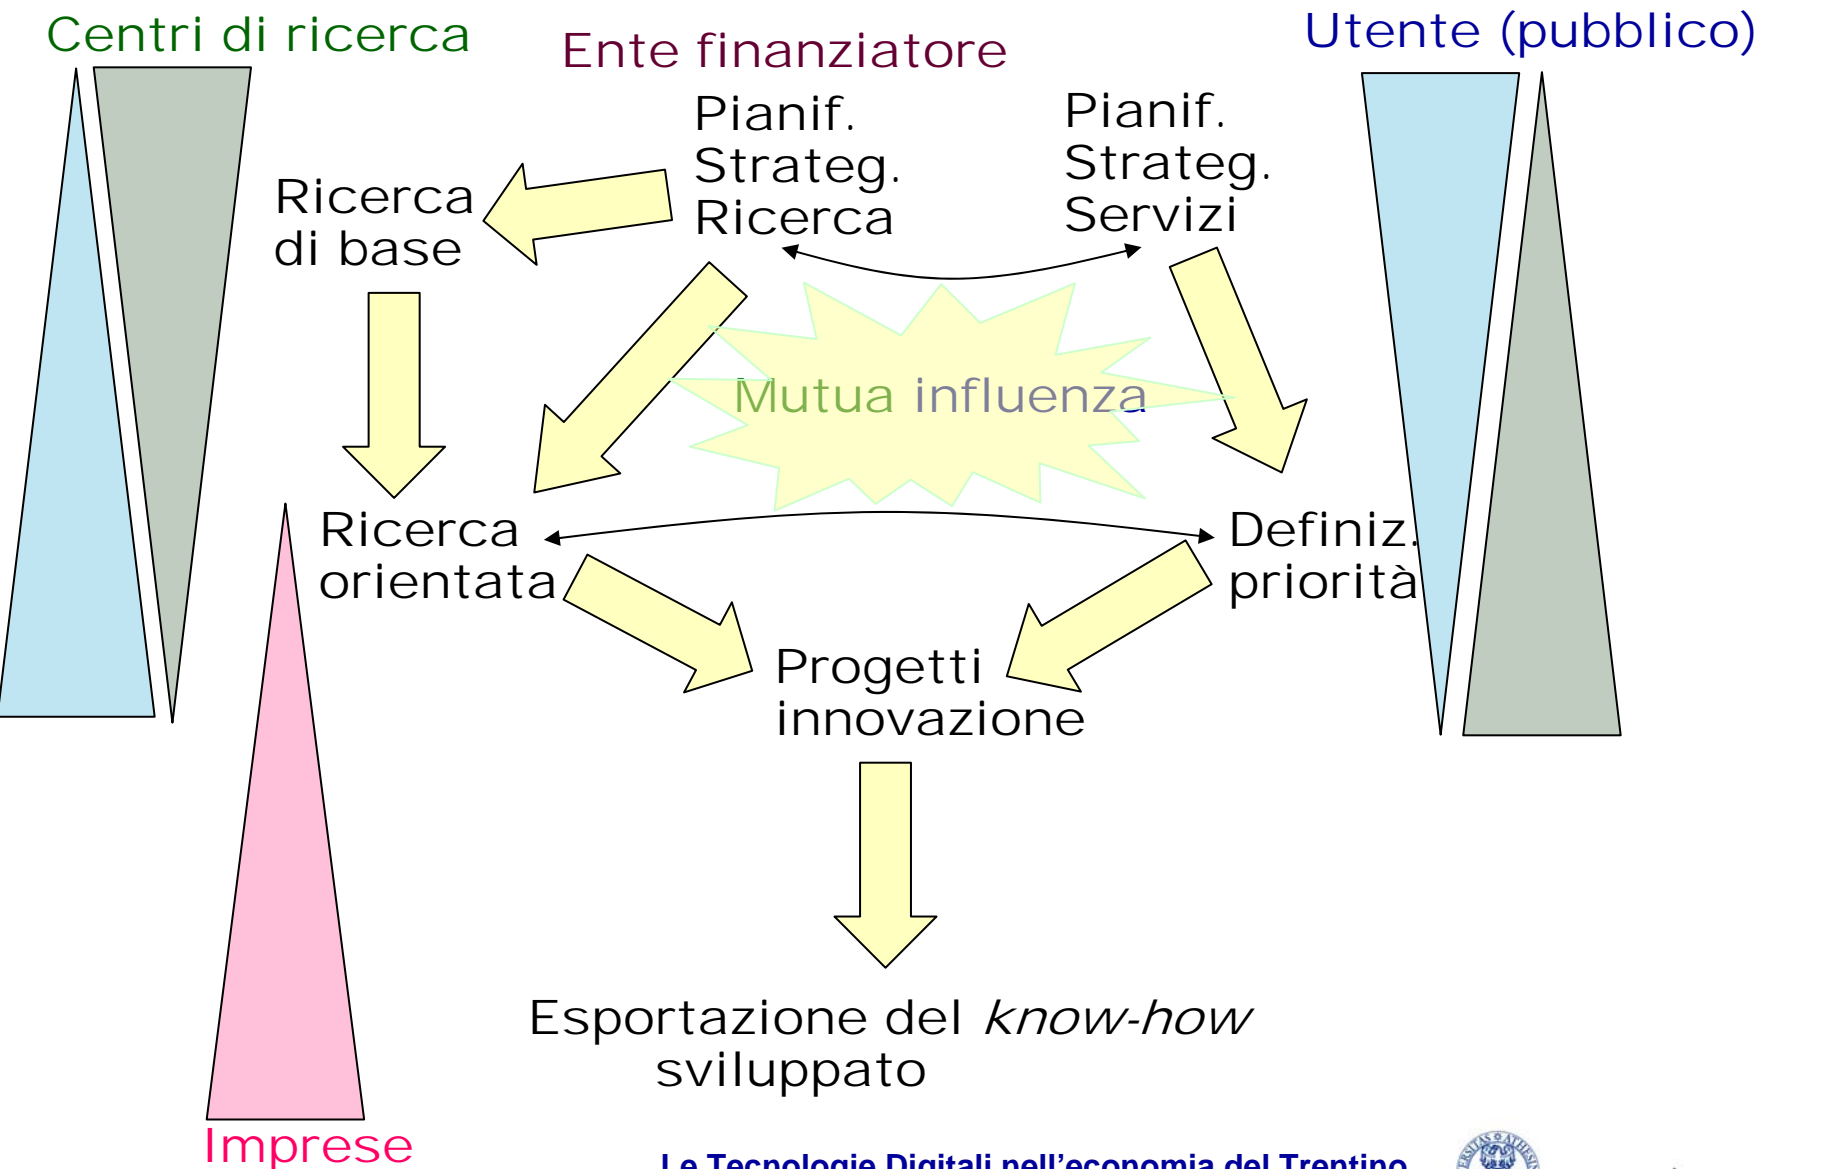 Centri di ricerca
Ente finanziatore
Utente (pubblico)
Pianif.
Strateg.
Ricerca
Pianif.
Strateg.
Servizi
Ricerca
di base
Mutua influenza
Ricerca
orientata
Definiz.
priorità
Progetti
innovazione
Esportazione del know-how
sviluppato
Imprese
Le Tecnologie Digitali nell'economia del Trentino